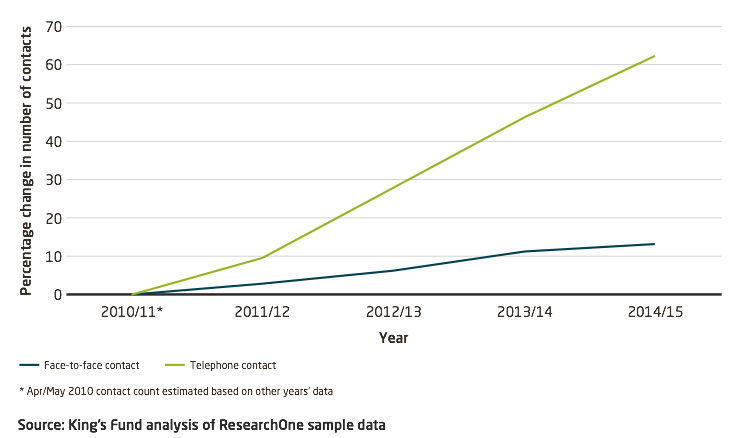 70
60
50
40
30
20
10
0
Percentage change in number of contacts
2010/11* 2011/12 2012/13 2013/14 2014/15
Year
Face-to-face contact Telephone contact
* Apr/May 2010 contact count estimated based on other years' data
Source: King's Fund analysis of ResearchOne sample data